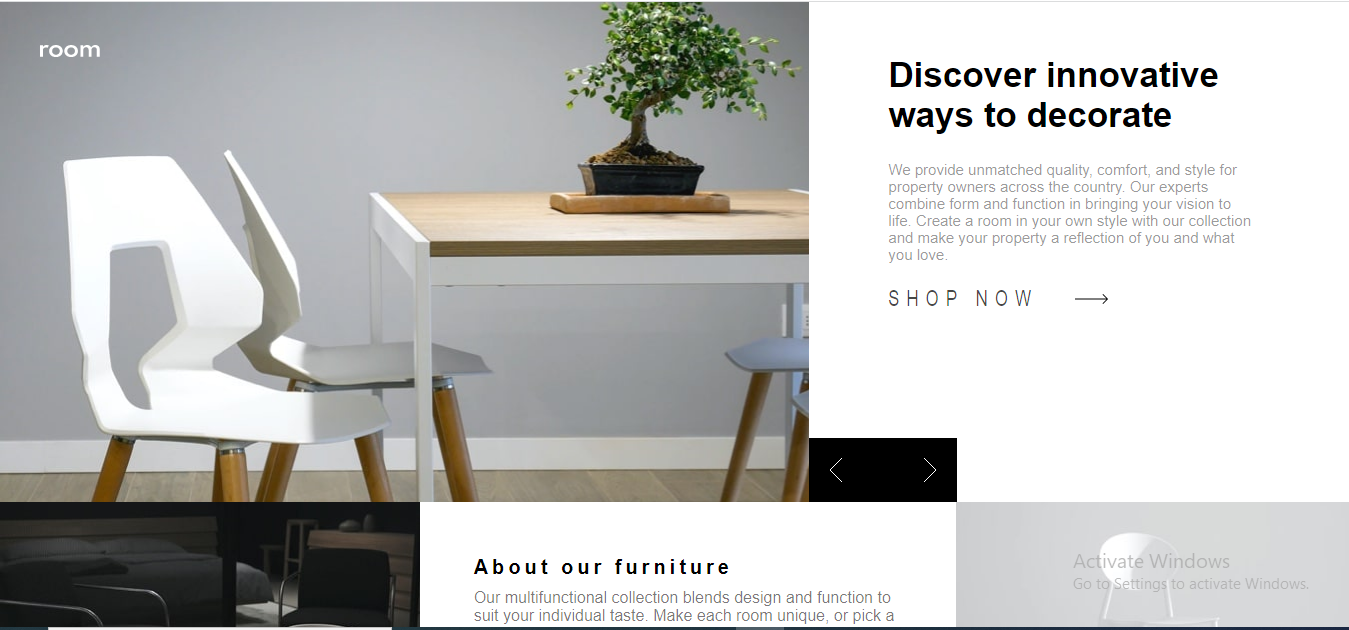 room
Discover innovative
ways to decorate
We provide unmatched quality, comfort, and style for
property owners across the country. Our experts
combine form and function in bringing your vision to
life. Create a room in your own style with our collection
and make your property a reflection of you and what
you love.
SHOP NOW
About our furniture
Our multifunctional collection blends design and function to
suit your individual taste. Make each room unique, or pick a
Activate Windows
Go to Settings to activate Windows.